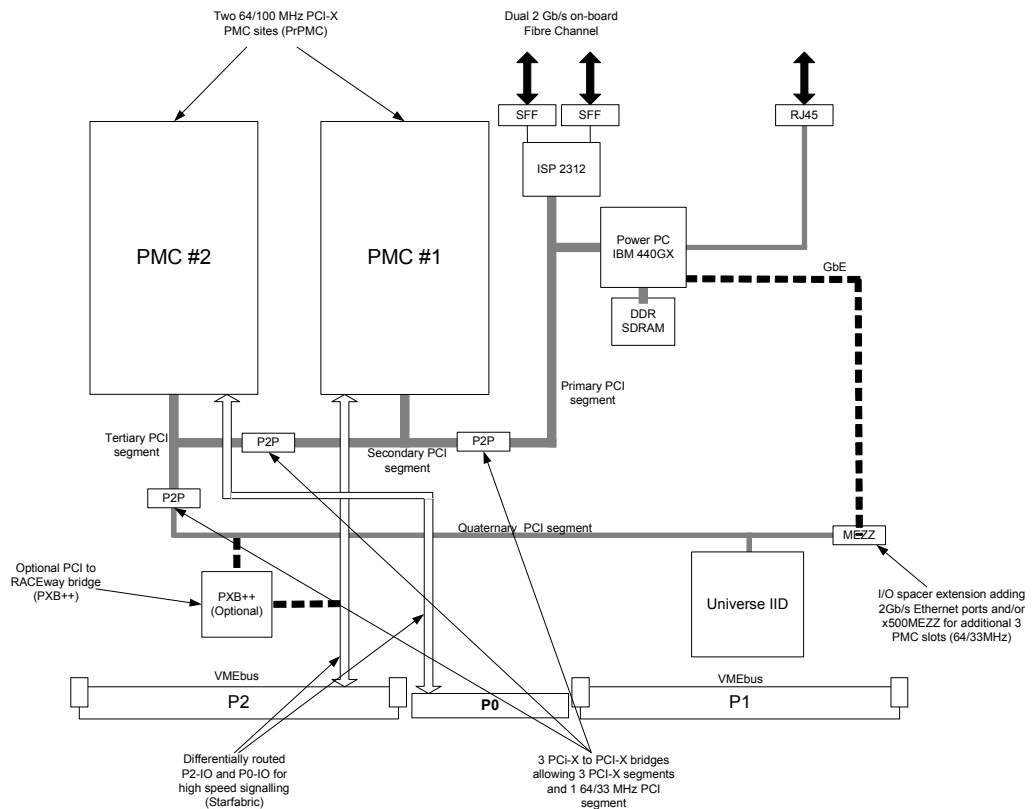 Two 64/100 MHz PCI-X
PMC sites (PrPMC)
Dual 2 Gb/s on-board
Fibre Channel
SFF
SFF
RJ45
ISP 2312
PMC #2
PMC #1
Power PC
IBM 440GX
GbE
DDR
SDRAM
Primary PCI
segment
Tertiary PCI
segment
P2P
Secondary PCI
segment
P2P
P2P
Quaternary PCI segment
MEZZ
Optional PCI to
RACEway bridge
(PXB++)
PXB++
(Optional)
Universe IID
I/O spacer extension adding
2Gb/s Ethernet ports and/or
x500MEZZ for additional 3
PMC slots (64/33MHz)
VMEbus
P2
P0
VMEbus
P1
Differentially routed
P2-IO and P0-IO for
high speed signalling
(Starfabric)
3 PCi-X to PCI-X bridges
allowing 3 PCI-X segments
and 1 64/33 MHz PCI
segment